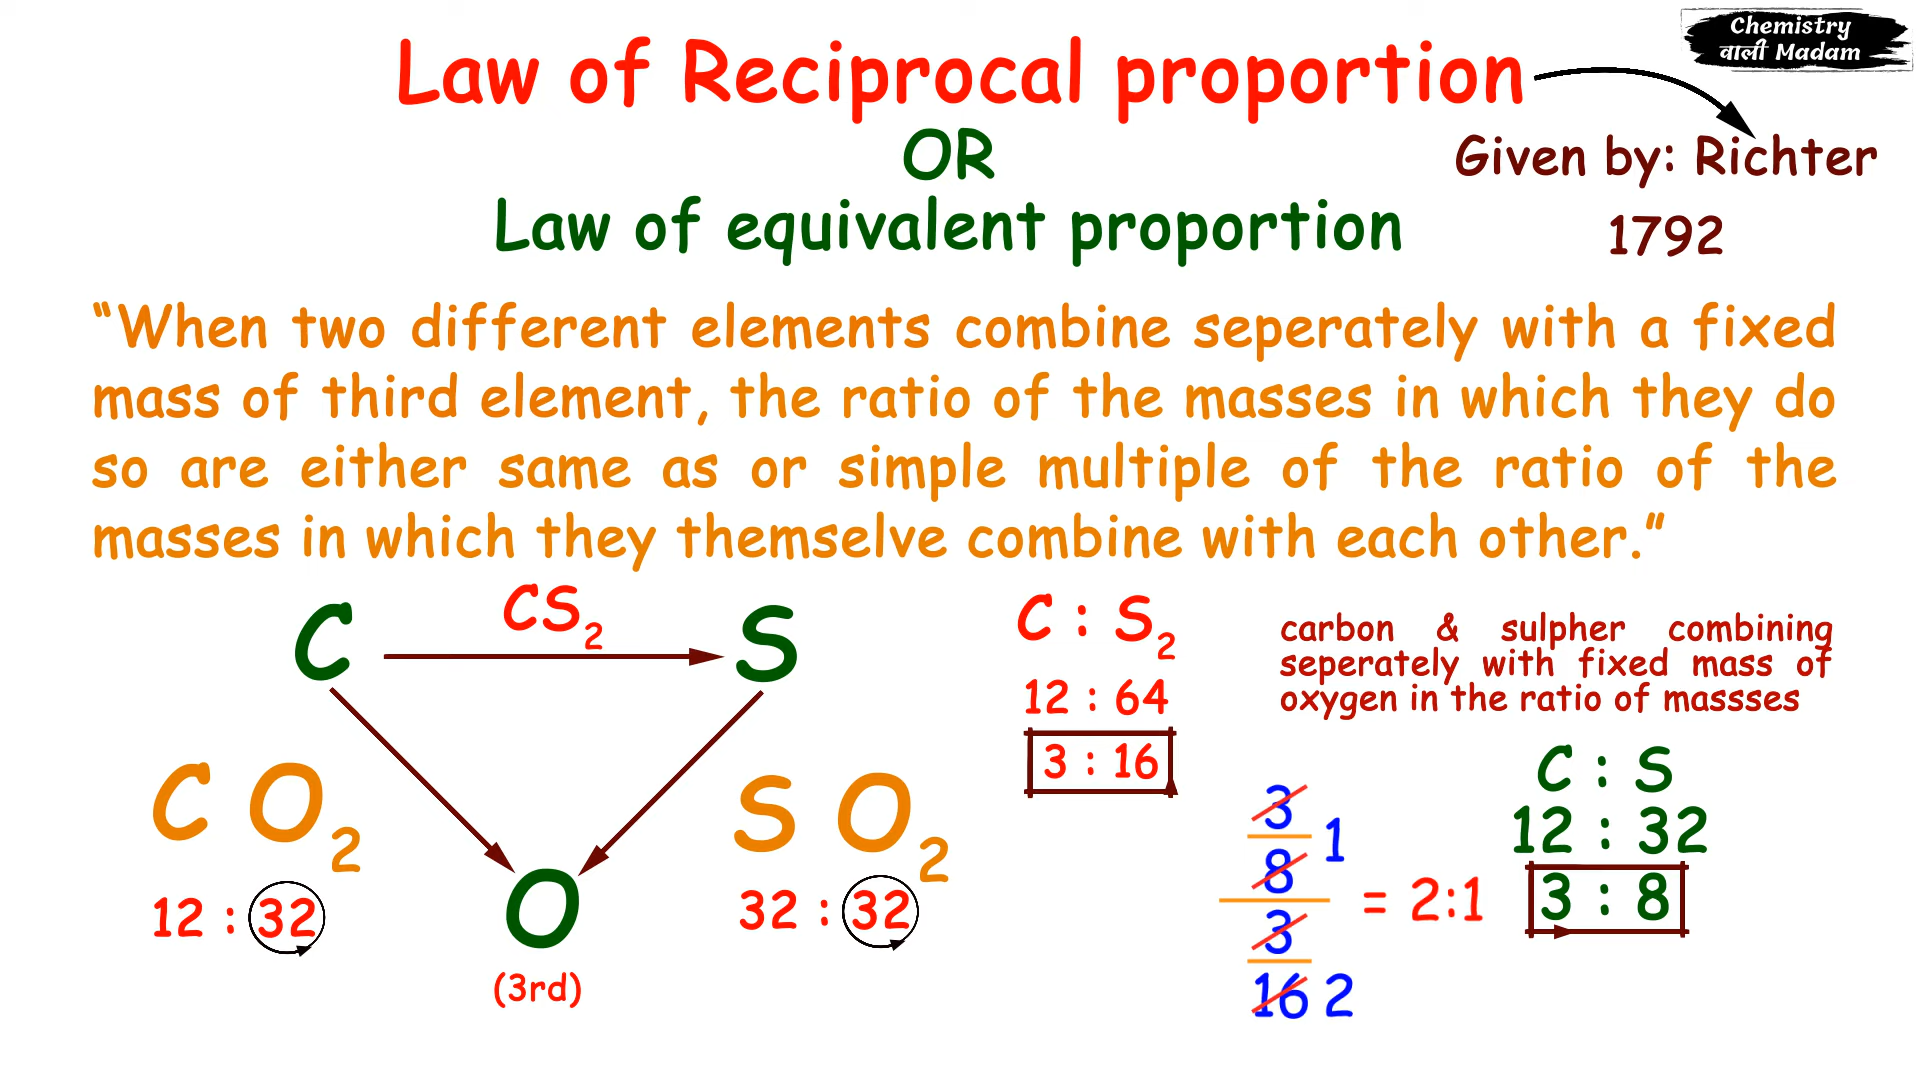 Chemistry
वाली Madam
Law of Reciprocal proportion
OR
Given by: Richter
Law of equivalent proportion
1792
“When two different elements combine seperately with a fixed
mass of third element, the ratio of the masses in which they do
so are either same as or simple multiple of the ratio of the
masses in which they themselve combine with each other.”
C
CS2
S
C O2
12 : 32
S O2
32 : 32
O
(3rd)
C : S2
12 : 64
3 : 16
carbon & sulpher combining
seperately with fixed mass of
oxygen in the ratio of massses
C : S
12 : 32
3 : 8
3
8 1
3
16 2
= 2:1